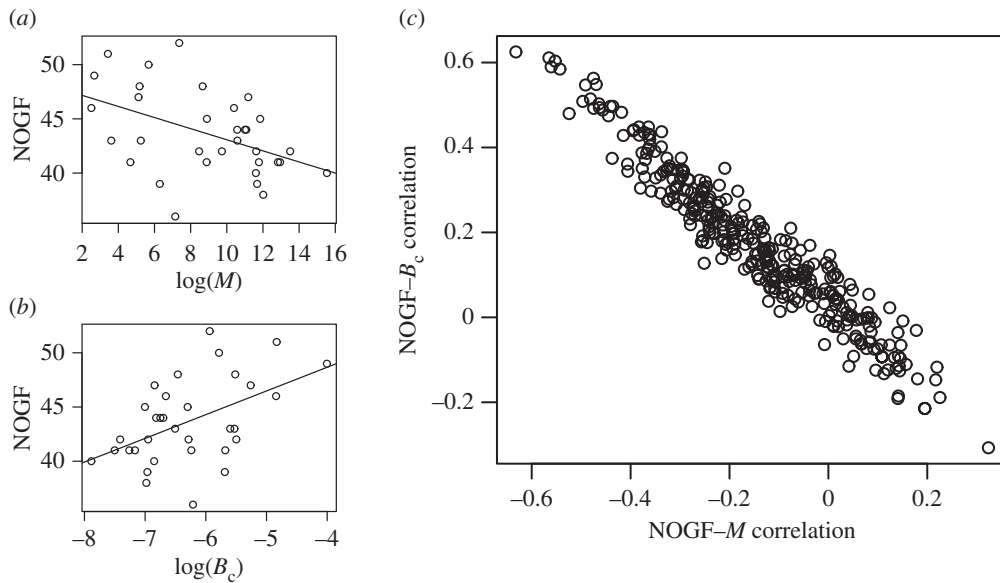 (a)
50
45
40
NOGF
2 4 6 8 10 12 14 16
log(M)
(b)
50
45
40
NOGF
−8 −7 −6 −5 −4
log(Bc)
(c)
0.6
0.4
0.2
0
−0.2
NOGF–Bc correlation
−0.6 −0.4 −0.2 0 0.2
NOGF–M correlation